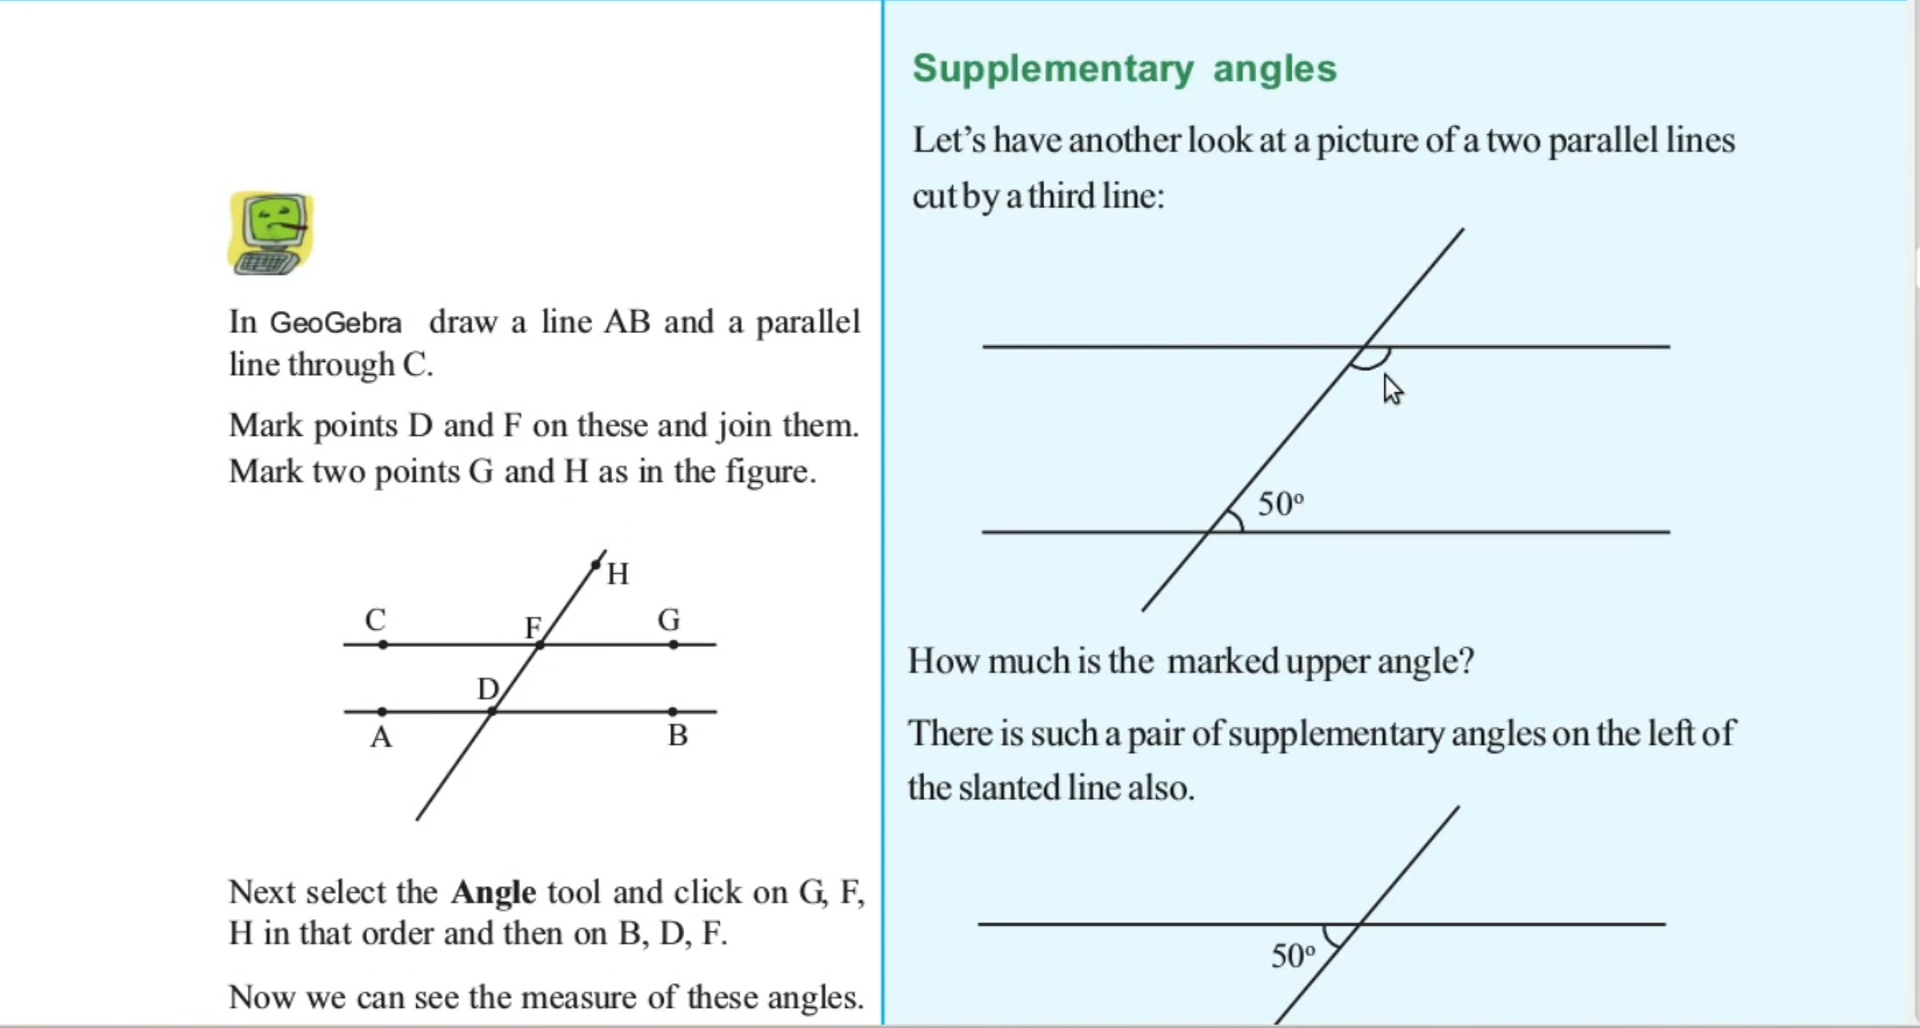 In GeoGebra draw a line AB and a parallel
line through C.
Mark points D and F on these and join them.
Mark two points G and H as in the figure.
H
C
F
G
D
A
B
Next select the Angle tool and click on G, F,
H in that order and then on B, D, F.
Now we can see the measure of these angles.
Supplementary angles
Let's have another look at a picture of a two parallel lines
cut by a third line:
50°
How much is the marked upper angle?
There is such a pair of supplementary angles on the left of
the slanted line also.
50°